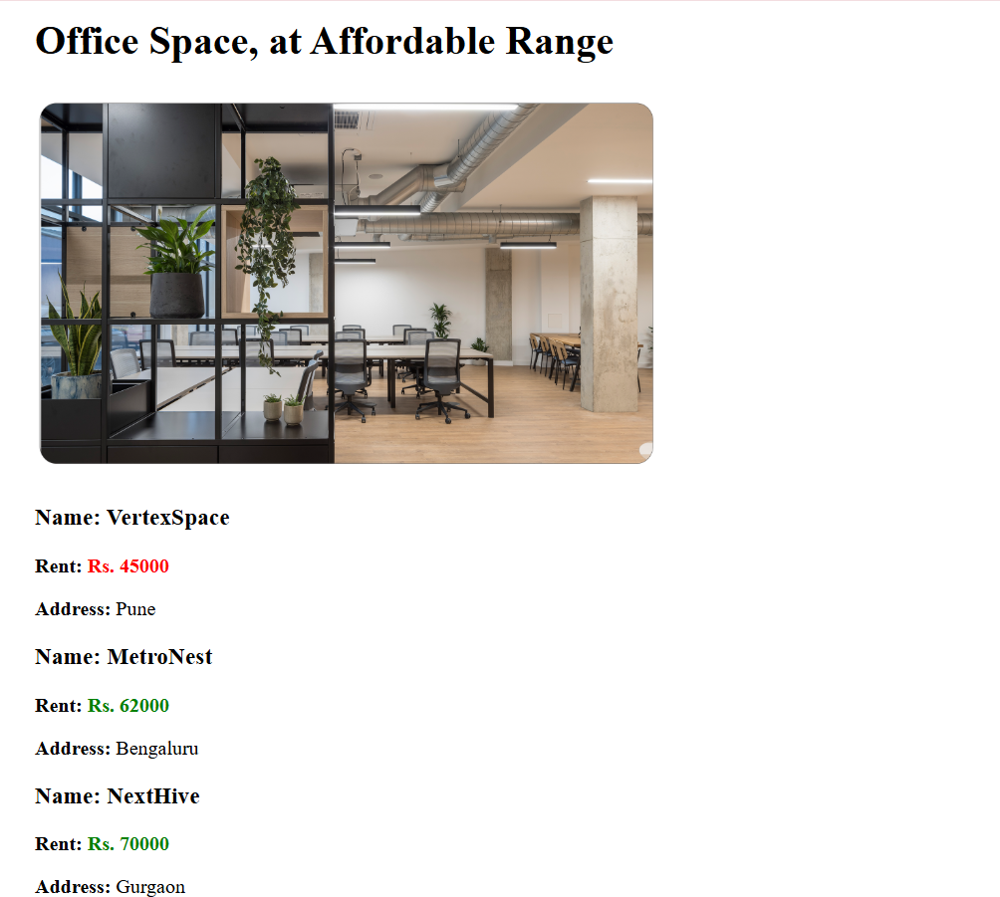 Office Space, at Affordable Range
Name: VertexSpace
Rent: Rs. 45000
Address: Pune
Name: MetroNest
Rent: Rs. 62000
Address: Bengaluru
Name: NextHive
Rent: Rs. 70000
Address: Gurgaon